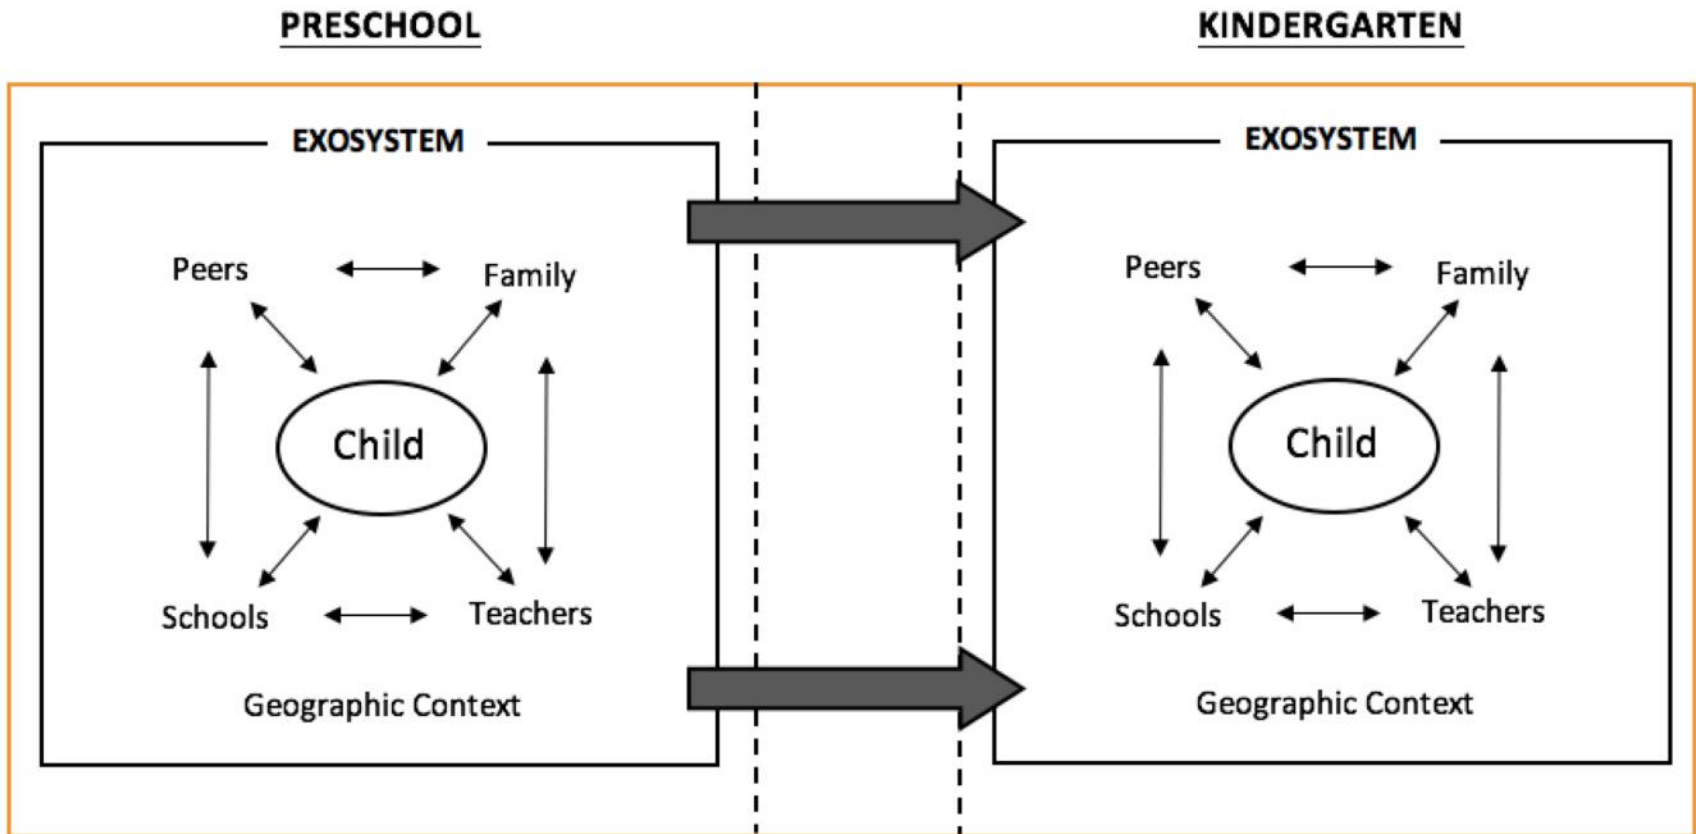 PRESCHOOL
KINDERGARTEN
EXOSYSTEM
Peers
Family
Child
Schools
Teachers
Geographic Context
EXOSYSTEM
Peers
Family
Child
Schools
Teachers
Geographic Context